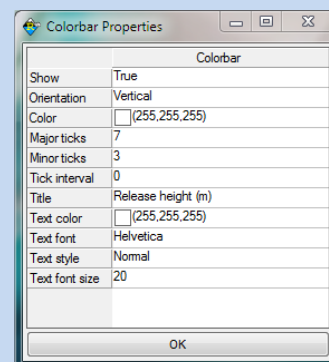 Colorbar Properties
Colorbar
Show True
Orientation Vertical
Color (255,255,255)
Major ticks 7
Minor ticks 3
Tick interval 0
Title Release height (m)
Text color (255,255,255)
Text font Helvetica
Text style Normal
Text font size 20
OK